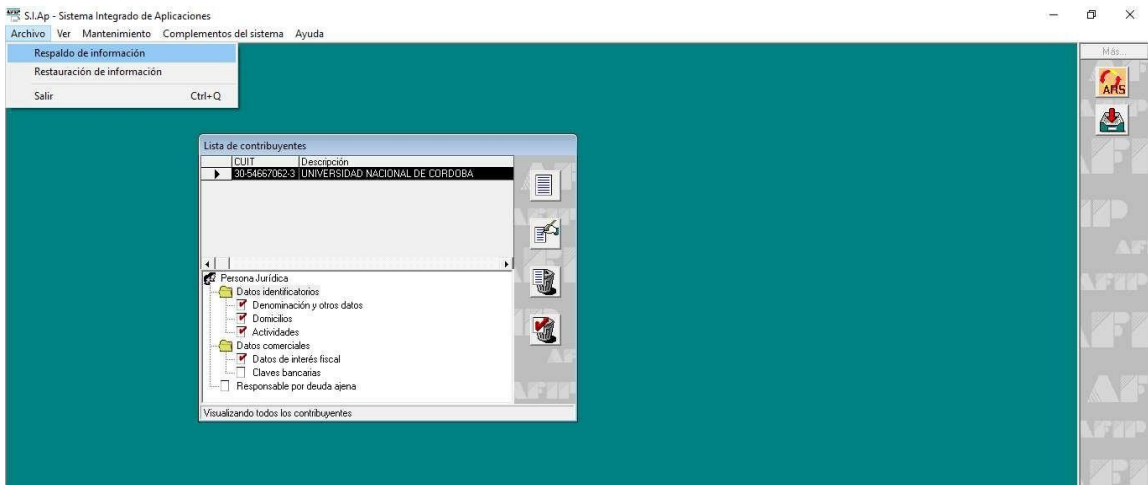 S.I.Ap - Sistema Integrado de Aplicaciones
Archivo Ver Mantenimiento Complementos del sistema Ayuda
Respaldo de información
Restauración de información
Salir Ctrl+Q
Más...
ARS
Lista de contribuyentes
CUIT Descripción
30-54667062-3 UNIVERSIDAD NACIONAL DE CORDOBA
Persona Jurídica
Datos identificatorios
Denominación y otros datos
Domicilios
Actividades
Datos comerciales
Datos de interés fiscal
Claves bancarias
Responsable por deuda ajena
Visualizando todos los contribuyentes
AFIP